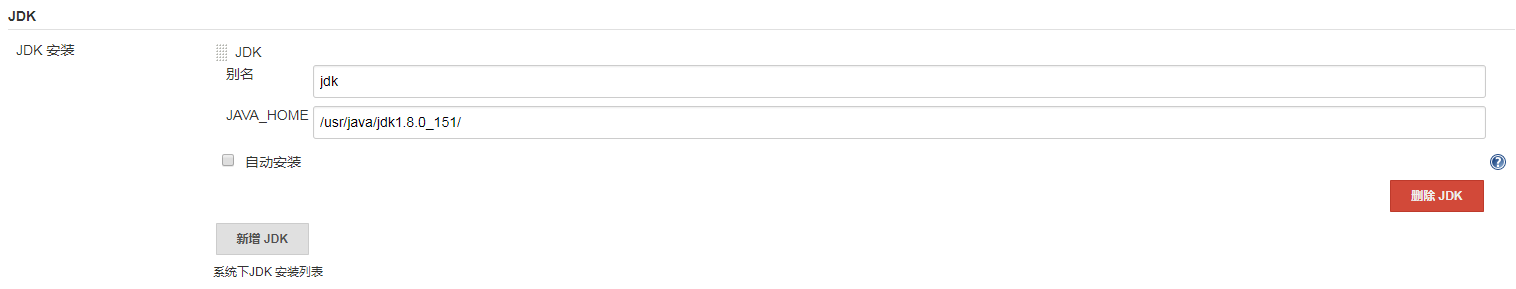 JDK
JDK 安装
JDK
别名
jdk
JAVA_HOME
/usr/java/jdk1.8.0_151/
自动安装
?
删除 JDK
新增 JDK
系统下JDK 安装列表